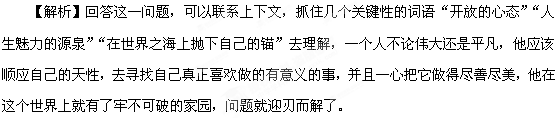 【解析】回答这一问题，可以联系上下文，抓住几个关键性的词语“开放的心态”“人
生魅力的源泉”“在世界之海上抛下自己的锚”去理解，一个人不论伟大还是平凡，他应该
顺应自己的天性，去寻找自己真正喜欢做的有意义的事，并且一心把它做得尽善尽美，他在
这个世界上就有了牢不可破的家园，问题就迎刃而解了。